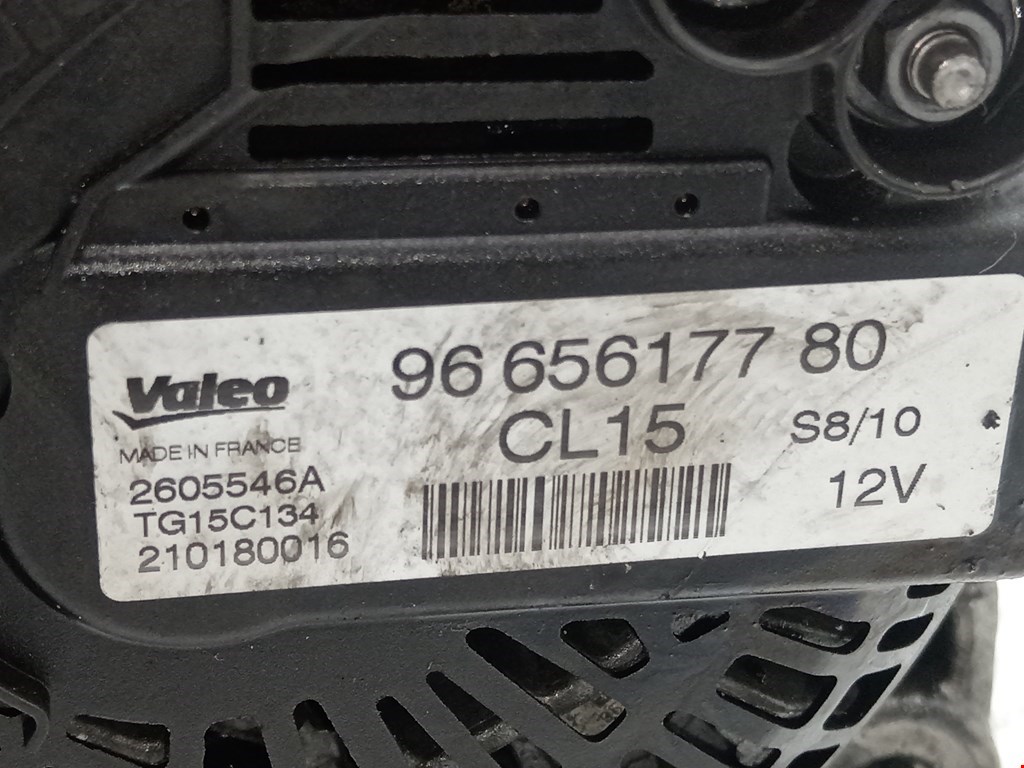 Valeo
MADE IN FRANCE
2605546A
TG15C134
210180016
96 656177 80
CL15
S8/10
12V